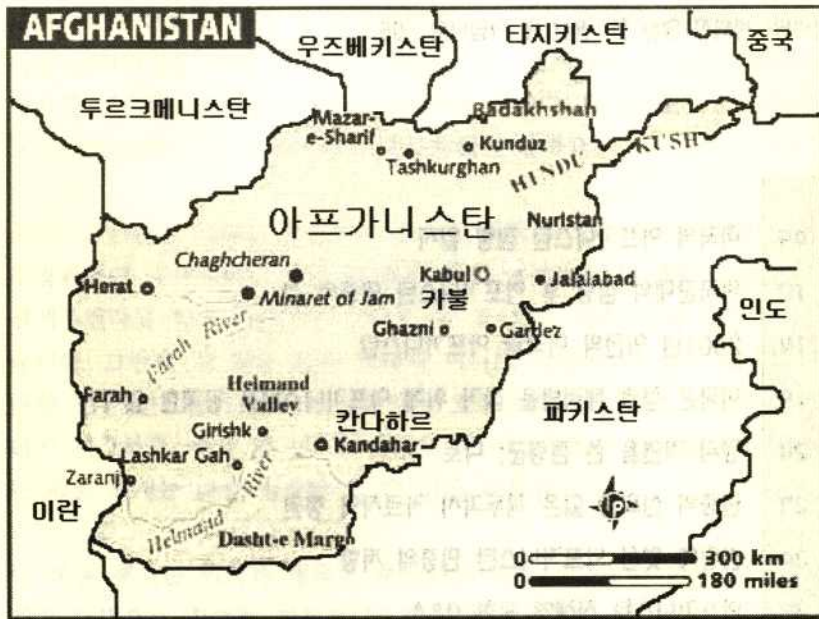 AFGHANISTAN
우즈베키스탄
타지키스탄
중국
투르크메니스탄
Mazar-
e-Sharif
Badakhshan
Kunduz
Tashkurghan
HINDU KUSH
아프가니스탄
Nuristan
Chaghcheran
Kabul
카불
Jalalabad
Herat
Minaret of Jam
인도
Ghazni
Gardez
Farah River
Farah
Helmand
Valley
파키스탄
칸다하르
Girishk
Kandahar
Lashkar Gah
Zaranj
미란
Helmand River
Dasht-e Margo
0 300 km
0 180 miles